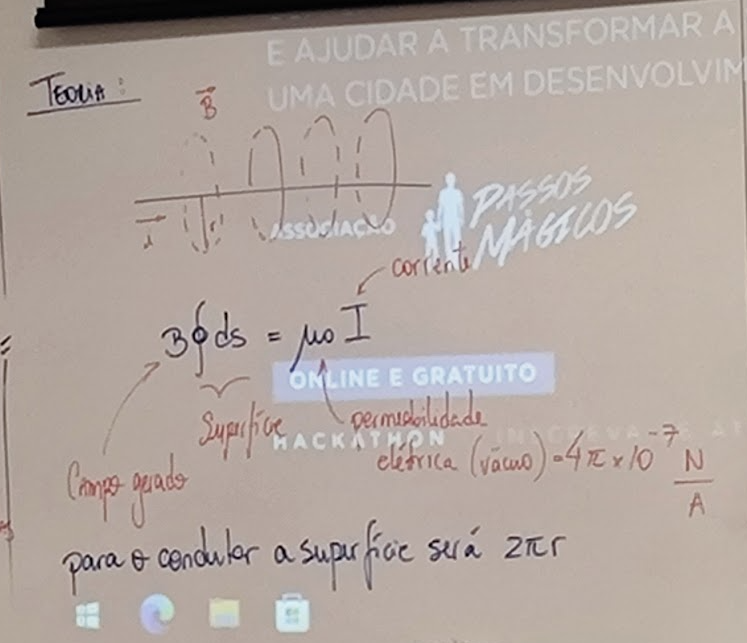 E AJUDAR A TRANSFORMAR A
UMA CIDADE EM DESENVOLVIM
TEORIA:
B
i
r
ASSOCIAÇÃO
PASSOS
MÁGICOS
corrente
B∮ds = μo I
ONLINE E GRATUITO
Superfície
permeabilidade
HACKATHON
elétrica (vácuo) = 4π × 10⁻⁷ N/A
Campo gerado
para o condutor a superfície será 2πr